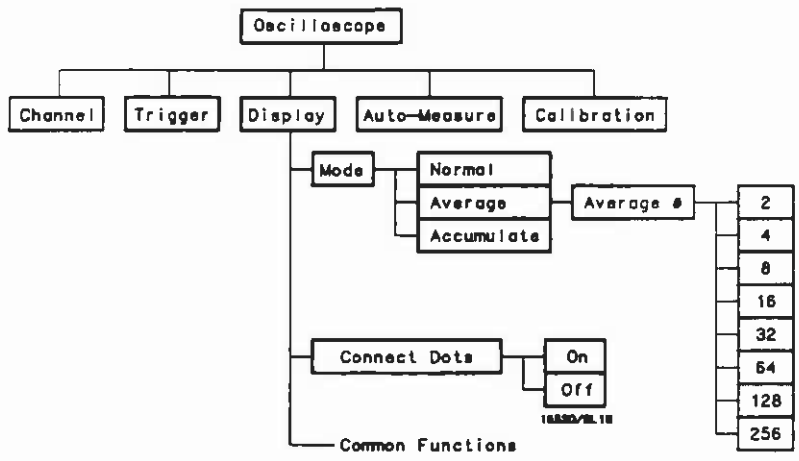 Oscilloscope
Channel
Trigger
Display
Auto-Measure
Calibration
Mode
Normal
Average
Accumulate
Average #
2
4
8
16
32
64
128
256
Connect Dots
On
Off
Common Functions